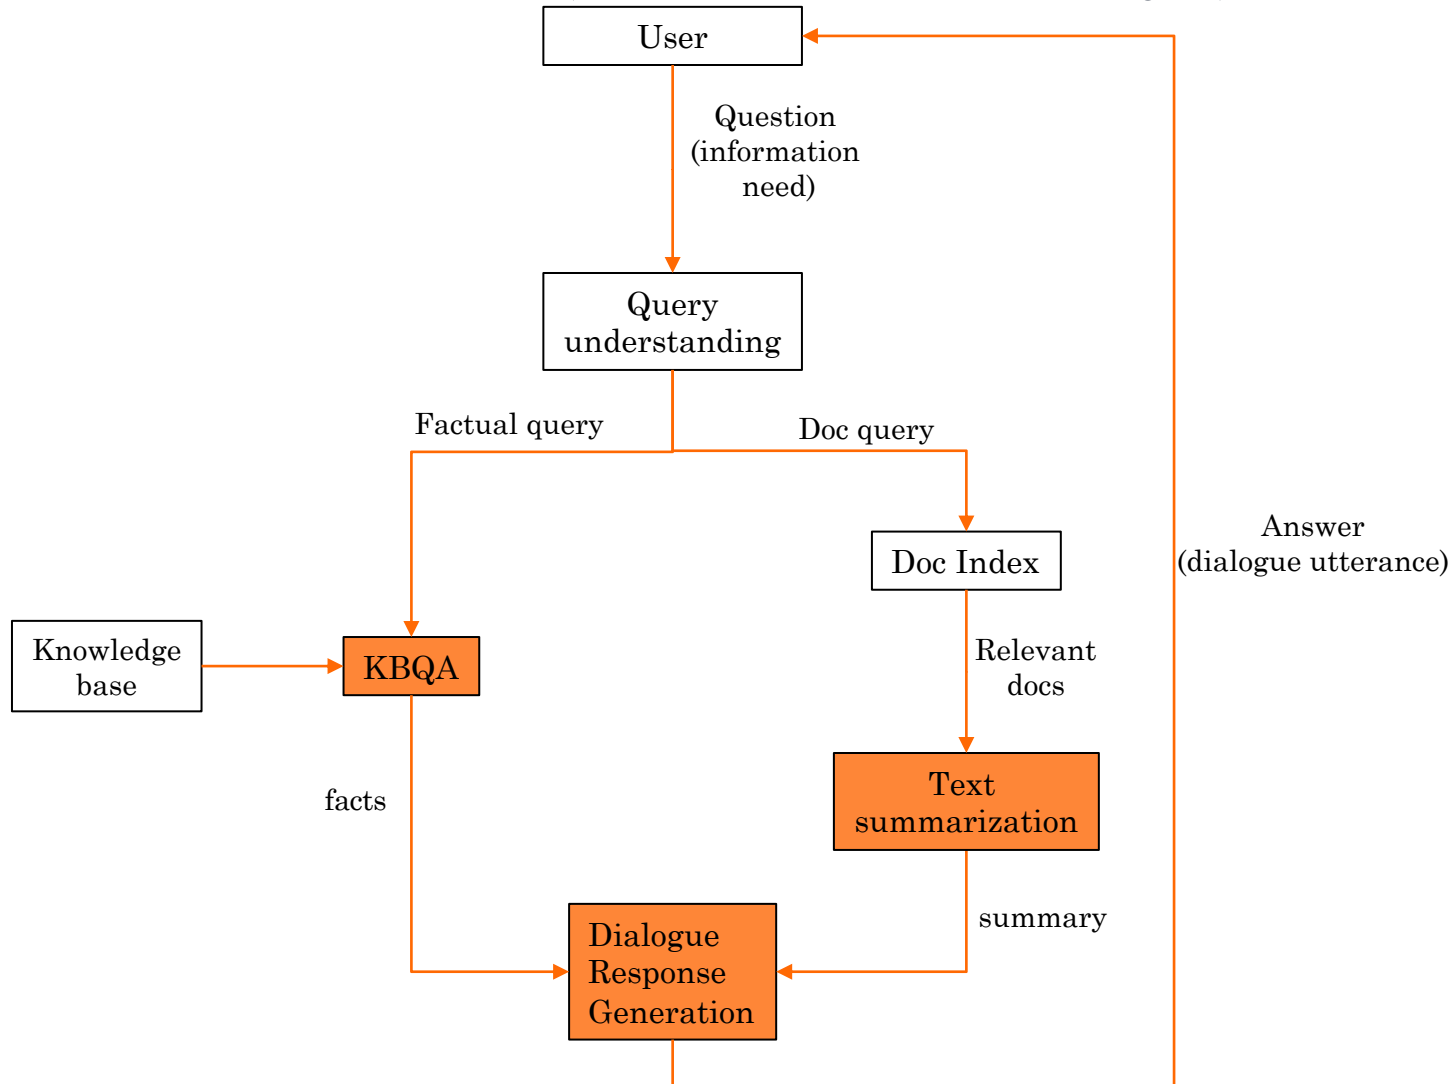 User
Question
(information
need)
Query
understanding
Factual query
Doc query
Doc Index
Answer
(dialogue utterance)
Knowledge
base
KBQA
Relevant
docs
facts
Text
summarization
summary
Dialogue
Response
Generation